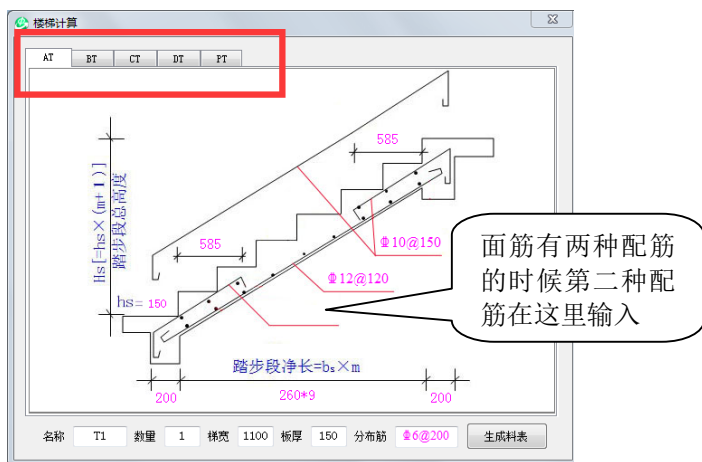 楼梯计算
AT BT CT DT PT
585
Hs[=hs×(m+1)]
踏步段总高度
585
Φ10@150
面筋有两种配筋
的时候第二种配
筋在这里输入
Φ12@120
hs=150
踏步段净长=bs×m
200 260*9 200
名称 T1 数量 1 梯宽 1100 板厚 150 分布筋 Φ6@200 生成料表